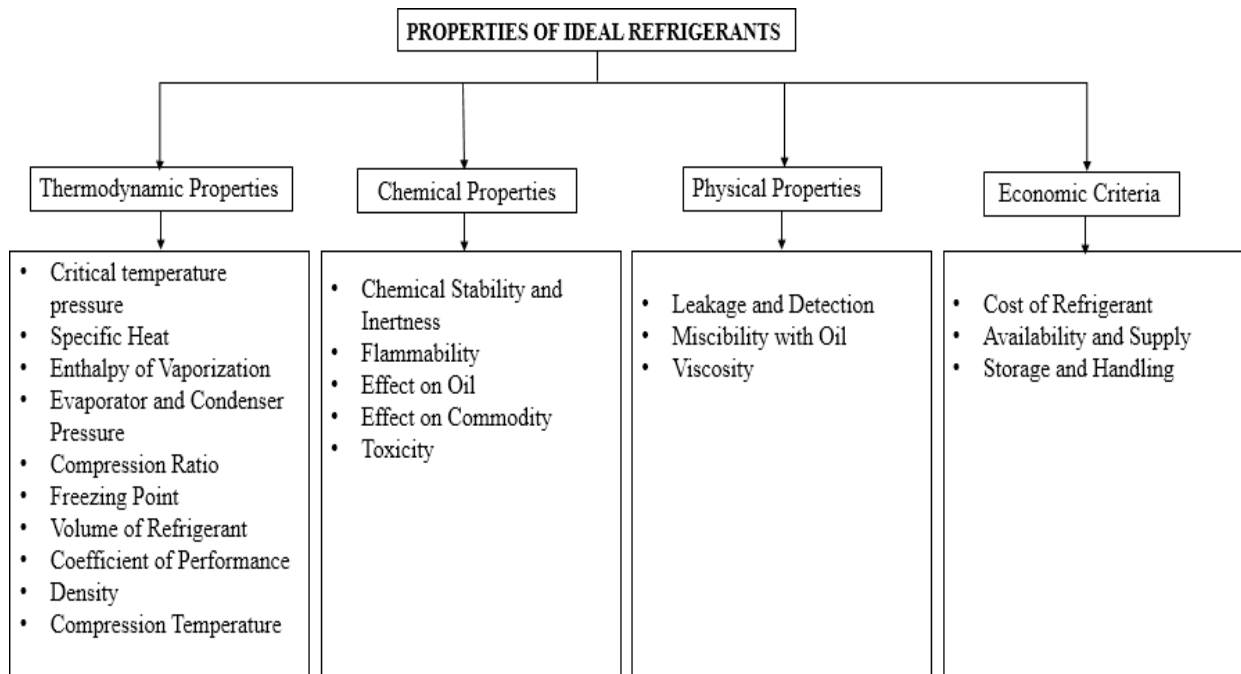 PROPERTIES OF IDEAL REFRIGERANTS
Thermodynamic Properties
• Critical temperature
pressure
• Specific Heat
• Enthalpy of Vaporization
• Evaporator and Condenser
Pressure
• Compression Ratio
• Freezing Point
• Volume of Refrigerant
• Coefficient of Performance
• Density
• Compression Temperature
Chemical Properties
• Chemical Stability and
Inertness
• Flammability
• Effect on Oil
• Effect on Commodity
• Toxicity
Physical Properties
• Leakage and Detection
• Miscibility with Oil
• Viscosity
Economic Criteria
• Cost of Refrigerant
• Availability and Supply
• Storage and Handling